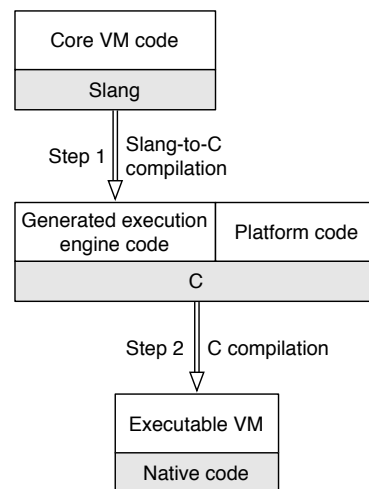 Core VM code
Slang
Step 1
Slang-to-C
compilation
Generated execution
engine code
Platform code
C
Step 2
C compilation
Executable VM
Native code